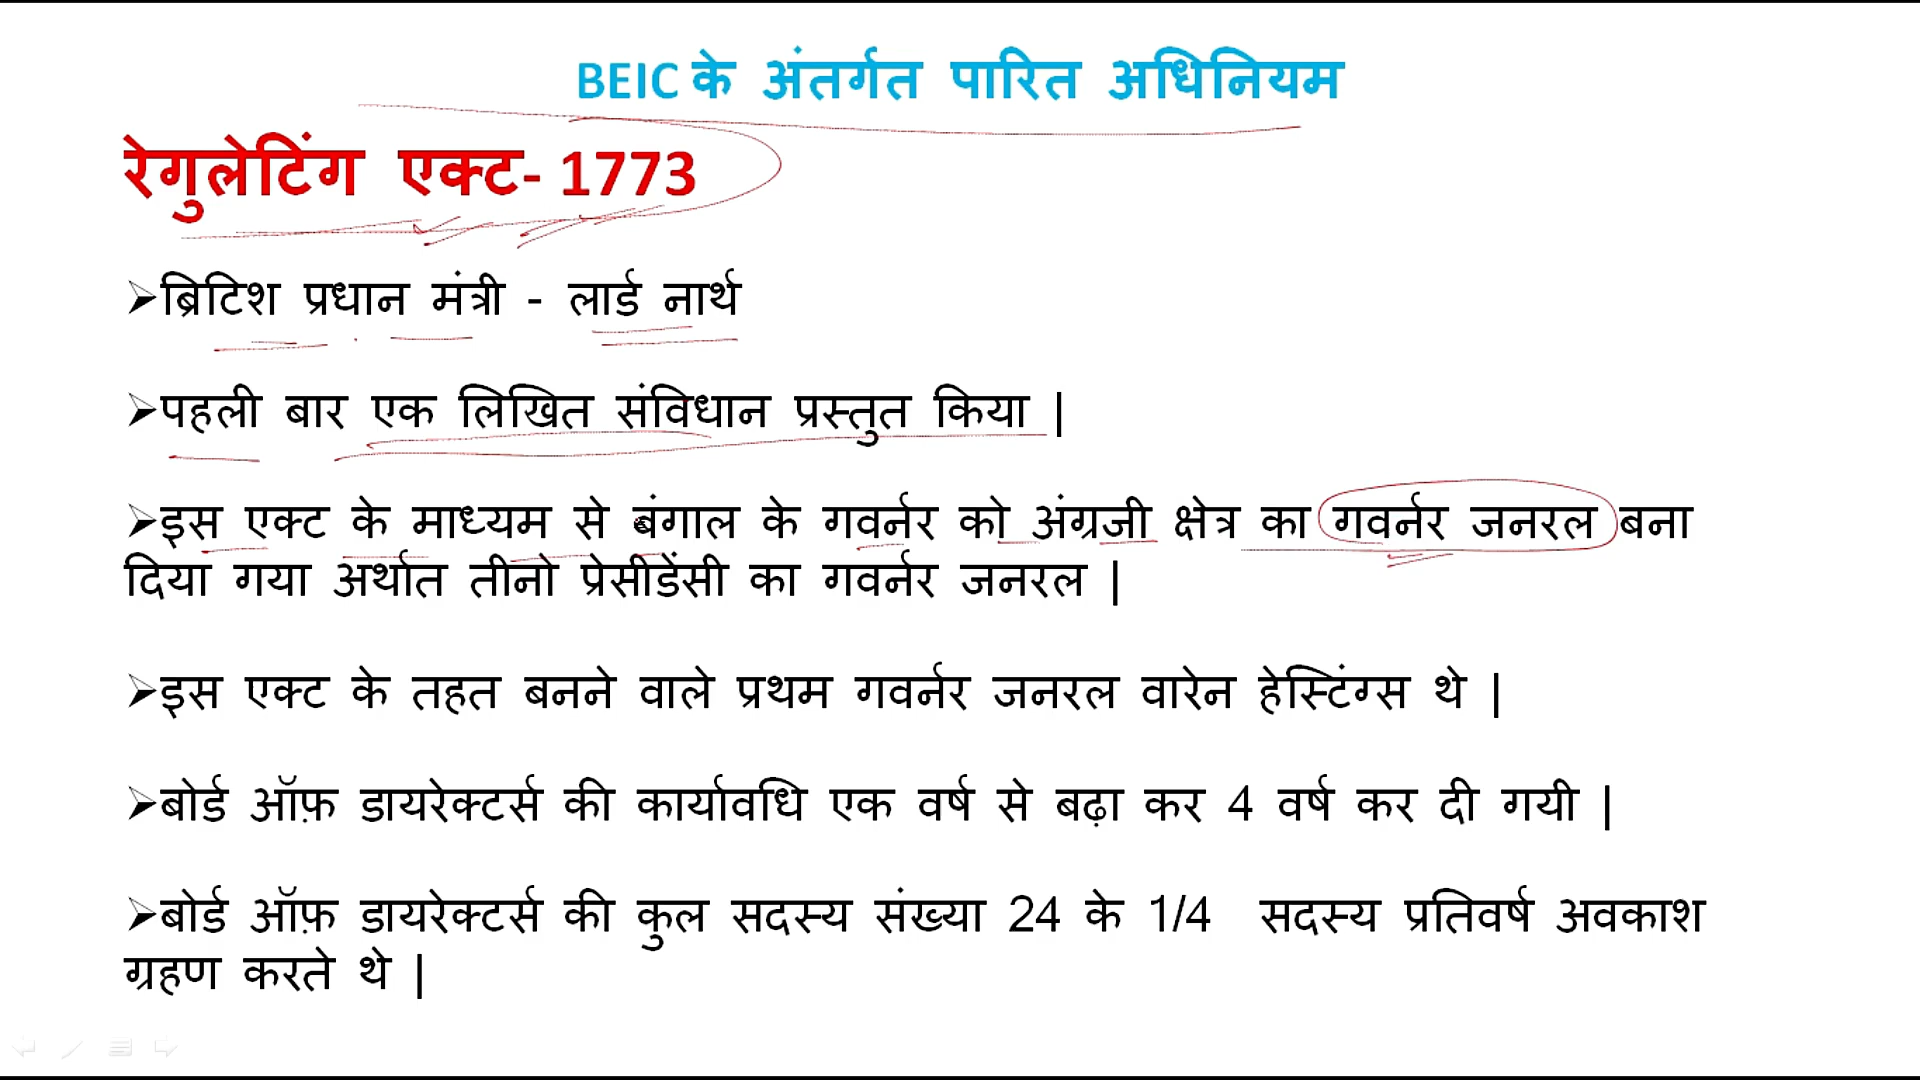 BEIC के अंतर्गत पारित अधिनियम
रेगुलेटिंग एक्ट- 1773
➢ब्रिटिश प्रधान मंत्री - लार्ड नार्थ
➢पहली बार एक लिखित संविधान प्रस्तुत किया |
➢इस एक्ट के माध्यम से बंगाल के गवर्नर को अंग्रजी क्षेत्र का गवर्नर जनरल बना
दिया गया अर्थात तीनो प्रेसीडेंसी का गवर्नर जनरल |
➢इस एक्ट के तहत बनने वाले प्रथम गवर्नर जनरल वारेन हेस्टिंग्स थे |
➢बोर्ड ऑफ़ डायरेक्टर्स की कार्यावधि एक वर्ष से बढ़ा कर 4 वर्ष कर दी गयी |
➢बोर्ड ऑफ़ डायरेक्टर्स की कुल सदस्य संख्या 24 के 1/4 सदस्य प्रतिवर्ष अवकाश
ग्रहण करते थे |